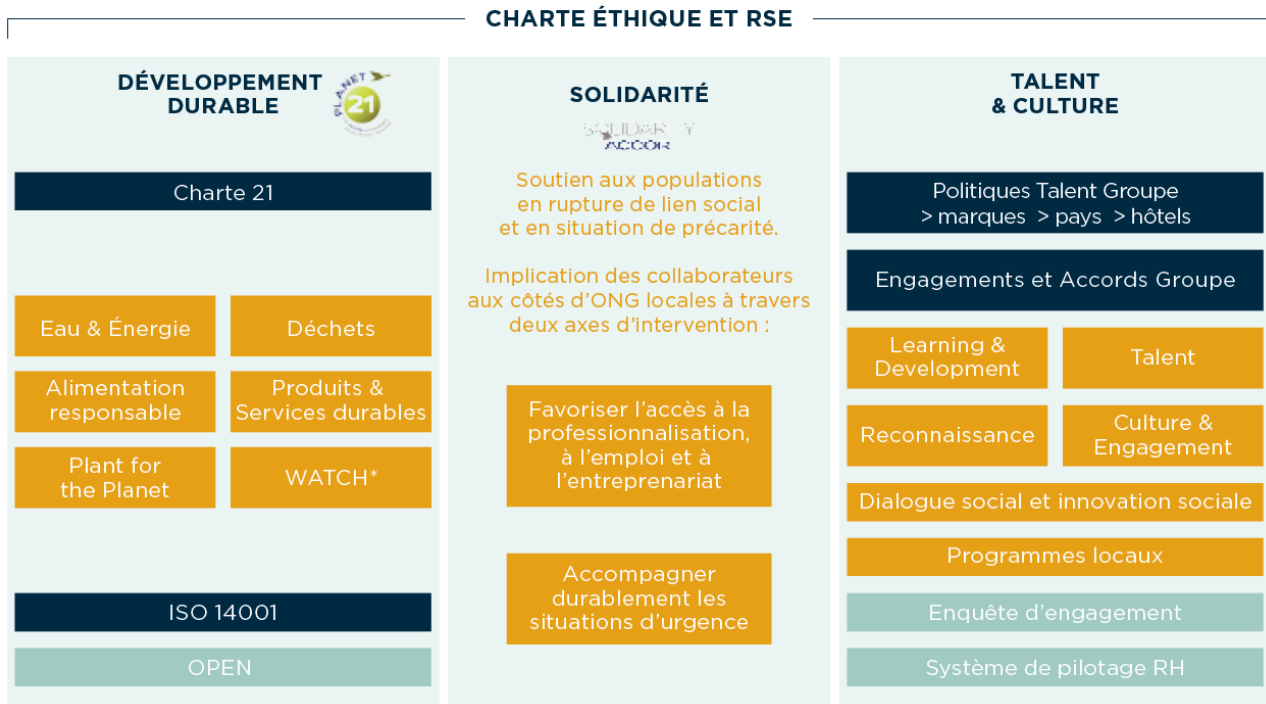 CHARTE ÉTHIQUE ET RSE
DÉVELOPPEMENT
DURABLE
PLANET
21
Charte 21
Eau & Énergie
Déchets
Alimentation
responsable
Produits &
Services durables
Plant for
the Planet
WATCH*
ISO 14001
OPEN
SOLIDARITÉ
SOLIDARITY
ACCOR
Soutien aux populations
en rupture de lien social
et en situation de précarité.
Implication des collaborateurs
aux côtés d’ONG locales à travers
deux axes d’intervention :
Favoriser l’accès à la
professionnalisation,
à l’emploi et à
l’entreprenariat
Accompagner
durablement les
situations d’urgence
TALENT
& CULTURE
Politiques Talent Groupe
> marques > pays > hôtels
Engagements et Accords Groupe
Learning &
Development
Talent
Reconnaissance
Culture &
Engagement
Dialogue social et innovation sociale
Programmes locaux
Enquête d’engagement
Système de pilotage RH